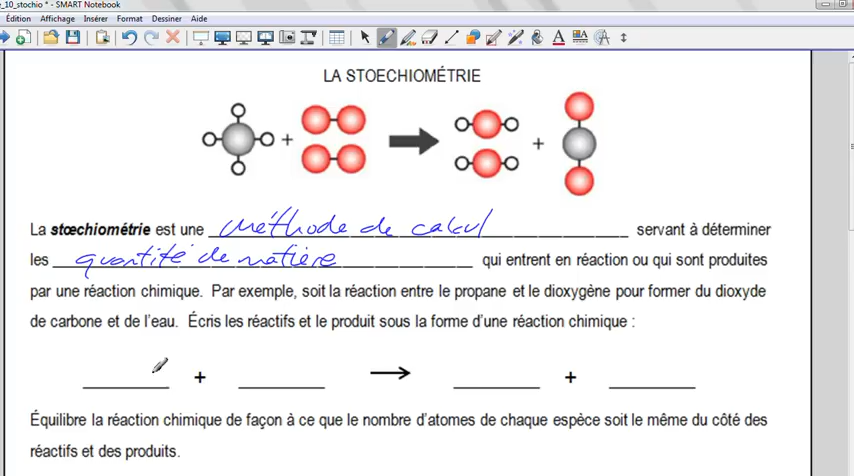 e_10_stochio * - SMART Notebook
Édition Affichage Insérer Format Dessiner Aide
LA STOECHIOMÉTRIE
+ +
La stœchiométrie est une méthode de calcul servant à déterminer
les quantité de matière qui entrent en réaction ou qui sont produites
par une réaction chimique. Par exemple, soit la réaction entre le propane et le dioxygène pour former du dioxyde
de carbone et de l'eau. Écris les réactifs et le produit sous la forme d'une réaction chimique :
+ → +
Équilibre la réaction chimique de façon à ce que le nombre d'atomes de chaque espèce soit le même du côté des
réactifs et des produits.